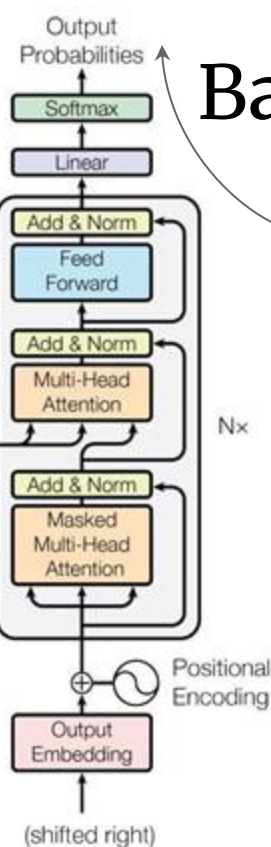 Output
Probabilities
Ba
Softmax
Linear
Add & Norm
Feed
Forward
Add & Norm
Multi-Head
Attention
N×
Add & Norm
Masked
Multi-Head
Attention
Positional
Encoding
Output
Embedding
(shifted right)